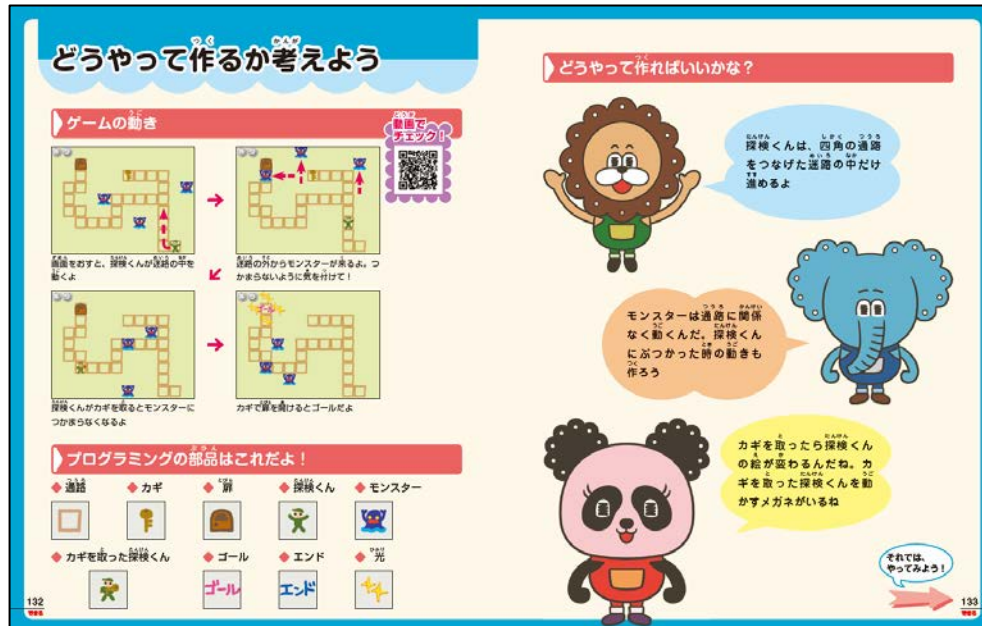 どうやって作るか考えよう
ゲームの動き
動画で
チェック！
画面をおすと、探検くんが迷路の中を
動くよ
迷路の外からモンスターが来るよ。つ
かまらないように気を付けて！
探検くんがカギを取るとモンスターに
つかまらなくなるよ
ゴール
カギで扉を開けるとゴールだよ
プログラミングの部品はこれだよ！
通路
カギ
扉
探検くん
モンスター
カギを取った探検くん
ゴール
エンド
光
ゴール
エンド
132
できる
どうやって作ればいいかな？
探検くんは、四角の通路
をつなげた迷路の中だけ
進めるよ
モンスターは通路に関係
なく動くんだ。探検くん
にぶつかった時の動きも
作ろう
カギを取ったら探検くん
の絵が変わるんだね。カ
ギを取った探検くんを動
かすメガネがいるね
それでは、
やってみよう！
133
できる